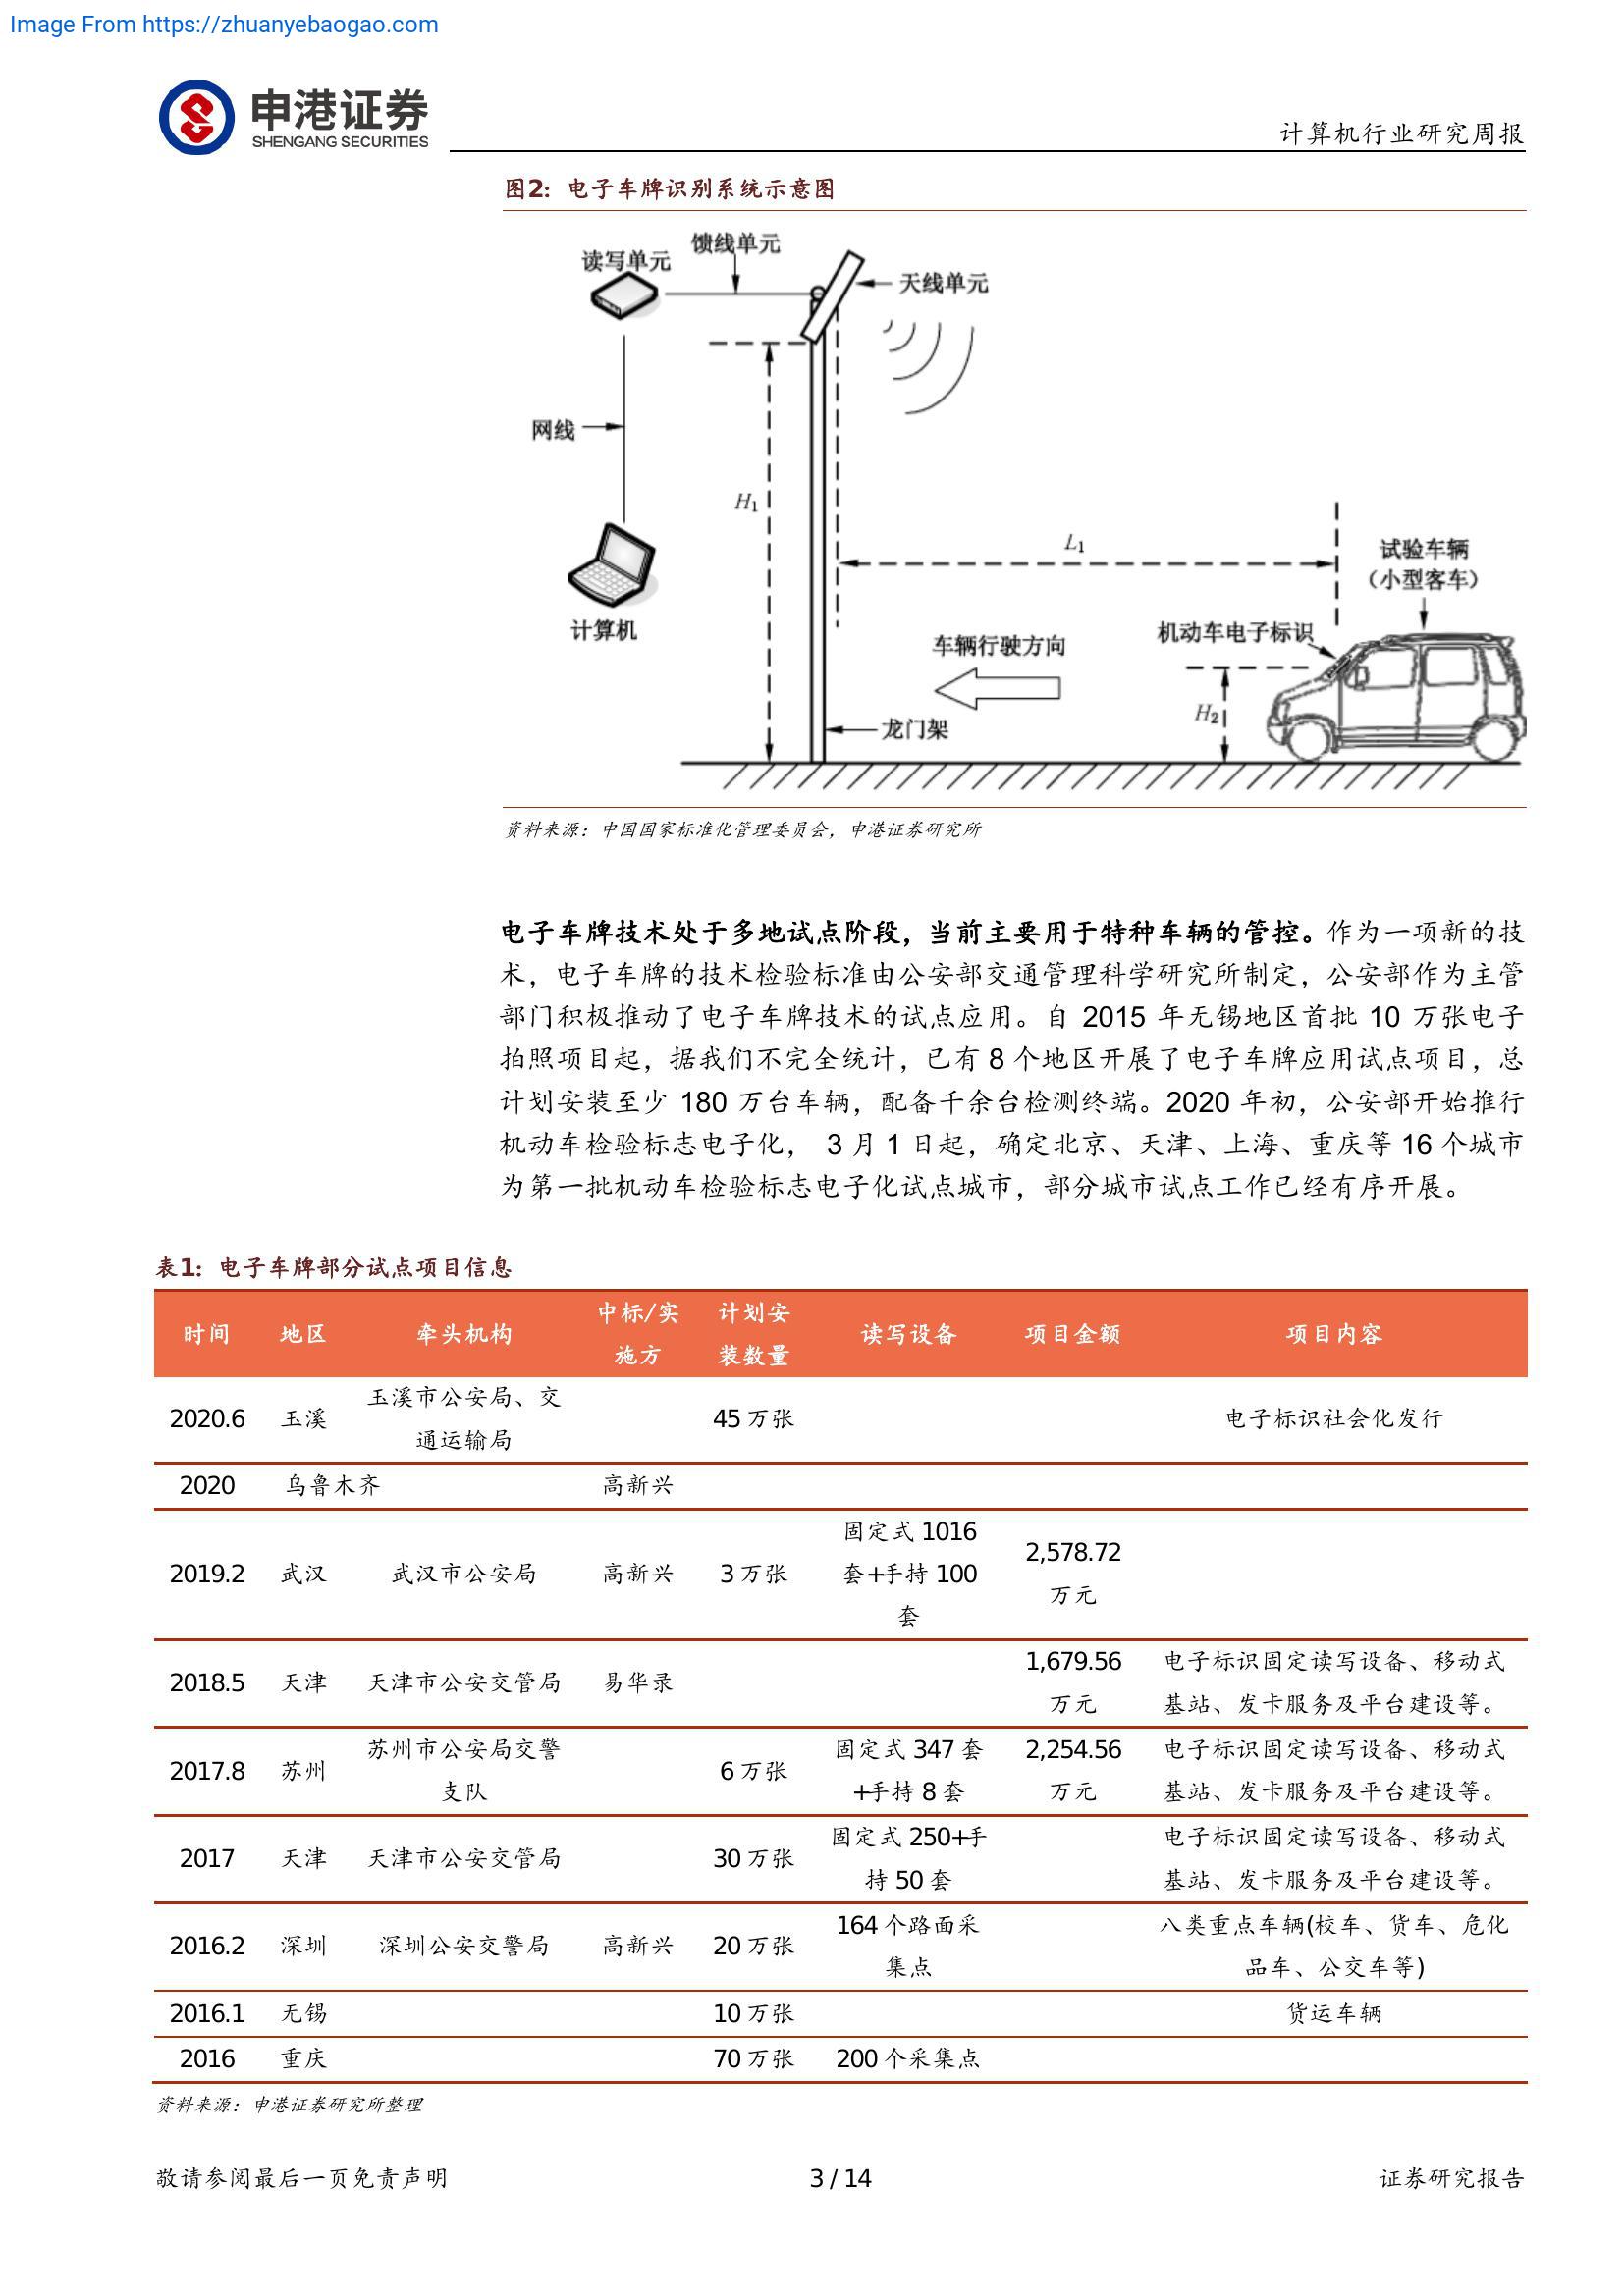 Image From https://zhuanyebaogao.com
申港证券
SHENGANG SECURITIES
计算机行业研究周报
图2：电子车牌识别系统示意图
馈线单元
读写单元
天线单元
网线
H1
L1
试验车辆
（小型客车）
计算机
机动车电子标识
车辆行驶方向
H2
龙门架
资料来源：中国国家标准化管理委员会，申港证券研究所
电子车牌技术处于多地试点阶段，当前主要用于特种车辆的管控。作为一项新的技
术，电子车牌的技术检验标准由公安部交通管理科学研究所制定，公安部作为主管
部门积极推动了电子车牌技术的试点应用。自 2015 年无锡地区首批 10 万张电子
拍照项目起，据我们不完全统计，已有 8 个地区开展了电子车牌应用试点项目，总
计划安装至少 180 万台车辆，配备千余台检测终端。2020 年初，公安部开始推行
机动车检验标志电子化， 3 月 1 日起，确定北京、天津、上海、重庆等 16 个城市
为第一批机动车检验标志电子化试点城市，部分城市试点工作已经有序开展。
表1：电子车牌部分试点项目信息
时间 地区 牵头机构 中标/实 计划安 读写设备 项目金额 项目内容
施方 装数量
玉溪市公安局、交
2020.6 玉溪 45 万张 电子标识社会化发行
通运输局
2020 乌鲁木齐 高新兴
固定式 1016
2,578.72
2019.2 武汉 武汉市公安局 高新兴 3 万张 套+手持 100
万元
套
1,679.56 电子标识固定读写设备、移动式
2018.5 天津 天津市公安交管局 易华录
万元 基站、发卡服务及平台建设等。
苏州市公安局交警 固定式 347 套 2,254.56 电子标识固定读写设备、移动式
2017.8 苏州 6 万张
支队 +手持 8 套 万元 基站、发卡服务及平台建设等。
固定式 250+手 电子标识固定读写设备、移动式
2017 天津 天津市公安交管局 30 万张
持 50 套 基站、发卡服务及平台建设等。
164 个路面采 八类重点车辆(校车、货车、危化
2016.2 深圳 深圳公安交警局 高新兴 20 万张
集点 品车、公交车等)
2016.1 无锡 10 万张 货运车辆
2016 重庆 70 万张 200 个采集点
资料来源：申港证券研究所整理
敬请参阅最后一页免责声明 3 / 14 证券研究报告